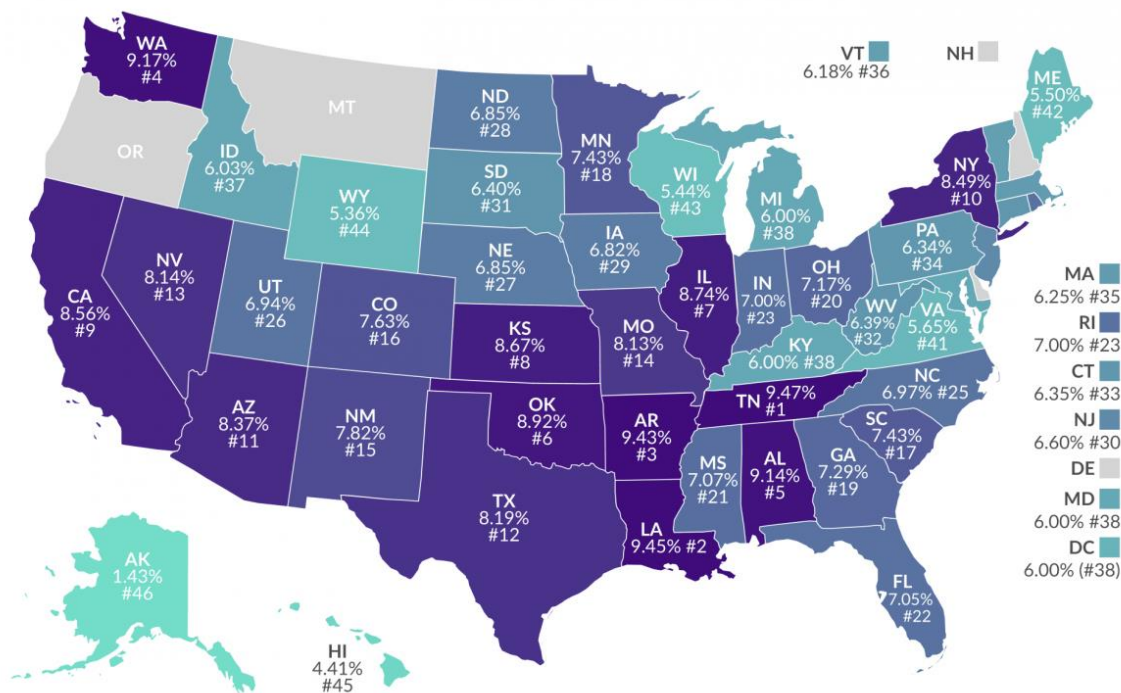 WA
9.17%
#4
VT
6.18% #36
NH
ME
5.50%
#42
MT
ND
6.85%
#28
MN
7.43%
#18
OR
ID
6.03%
#37
SD
6.40%
#31
WI
5.44%
#43
MI
6.00%
#38
NY
8.49%
#10
WY
5.36%
#44
NE
6.85%
#27
IA
6.82%
#29
PA
6.34%
#34
NV
8.14%
#13
UT
6.94%
#26
CO
7.63%
#16
IL
8.74%
#7
IN
7.00%
#23
OH
7.17%
#20
WV
6.39%
#32
VA
5.65%
#41
CA
8.56%
#9
KS
8.67%
#8
MO
8.13%
#14
KY
6.00% #38
MA
6.25% #35
RI
7.00% #23
CT
6.35% #33
NJ
6.60% #30
DE
MD
6.00% #38
DC
6.00% (#38)
AZ
8.37%
#11
NM
7.82%
#15
OK
8.92%
#6
AR
9.43%
#3
TN
9.47%
#1
NC
6.97% #25
SC
7.43%
#17
MS
7.07%
#21
AL
9.14%
#5
GA
7.29%
#19
TX
8.19%
#12
LA
9.45% #2
FL
7.05%
#22
AK
1.43%
#46
HI
4.41%
#45